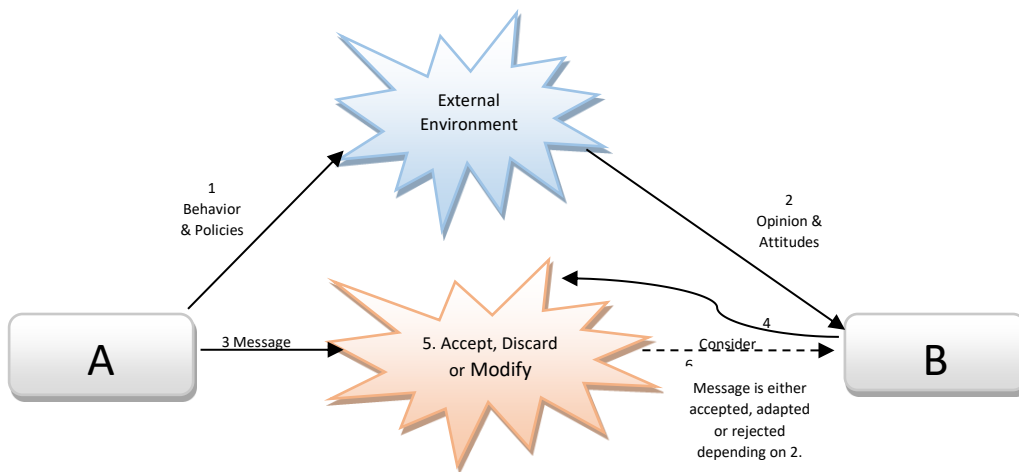 External
Environment
1
Behavior
& Policies
2
Opinion &
Attitudes
A
3 Message
5. Accept, Discard
or Modify
4
Consider
B
Message is either
accepted, adapted
or rejected
depending on 2.